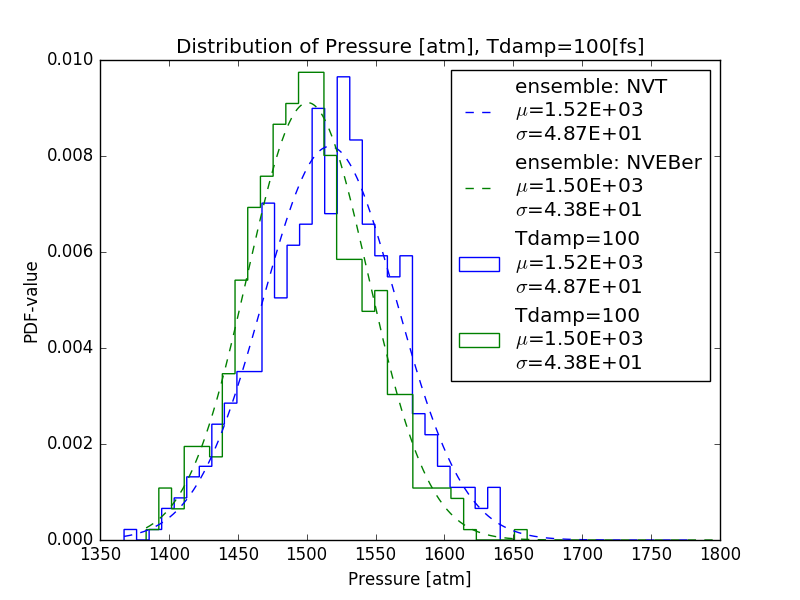 Distribution of Pressure [atm], Tdamp=100[fs]
0.010
0.008
0.006
0.004
0.002
0.000
PDF-value
ensemble: NVT
μ=1.52E+03
σ=4.87E+01
ensemble: NVEBer
μ=1.50E+03
σ=4.38E+01
Tdamp=100
μ=1.52E+03
σ=4.87E+01
Tdamp=100
μ=1.50E+03
σ=4.38E+01
1350 1400 1450 1500 1550 1600 1650 1700 1750 1800
Pressure [atm]